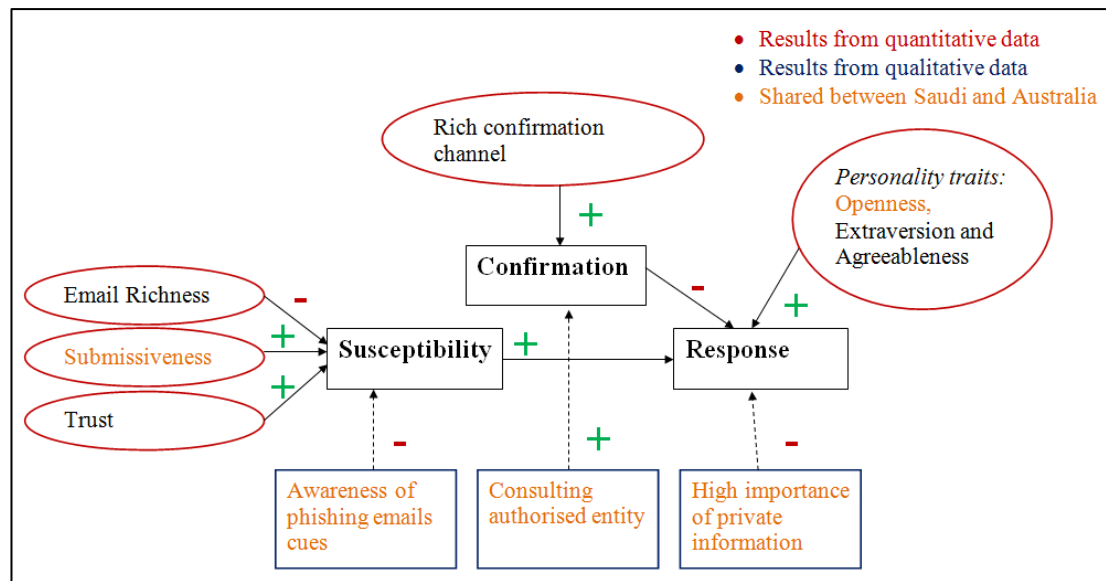 • Results from quantitative data
• Results from qualitative data
• Shared between Saudi and Australia
Rich confirmation
channel
Personality traits:
Openness,
Extraversion and
Agreeableness
+
Confirmation
-
+
Email Richness
-
Submissiveness
+
Susceptibility
+
Response
+
Trust
-
+
-
Awareness of
phishing emails
cues
Consulting
authorised entity
High importance
of private
information